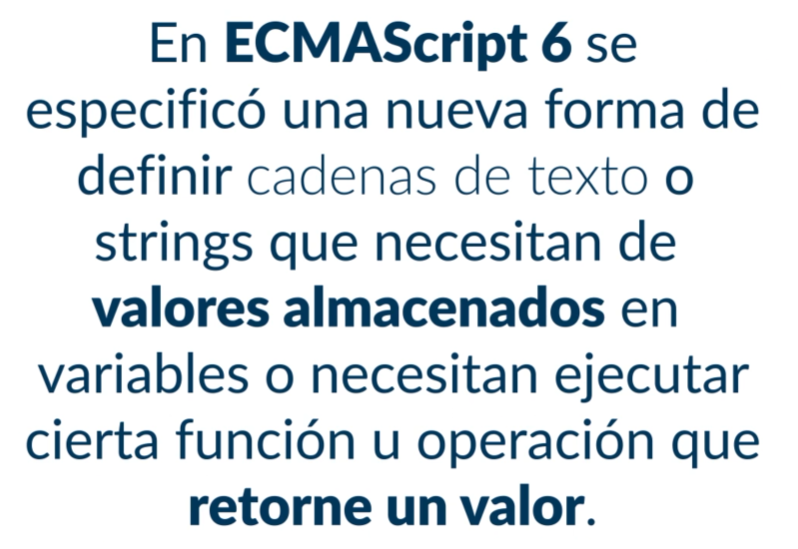 En ECMAScript 6 se
especificó una nueva forma de
definir cadenas de texto o
strings que necesitan de
valores almacenados en
variables o necesitan ejecutar
cierta función u operación que
retorne un valor.